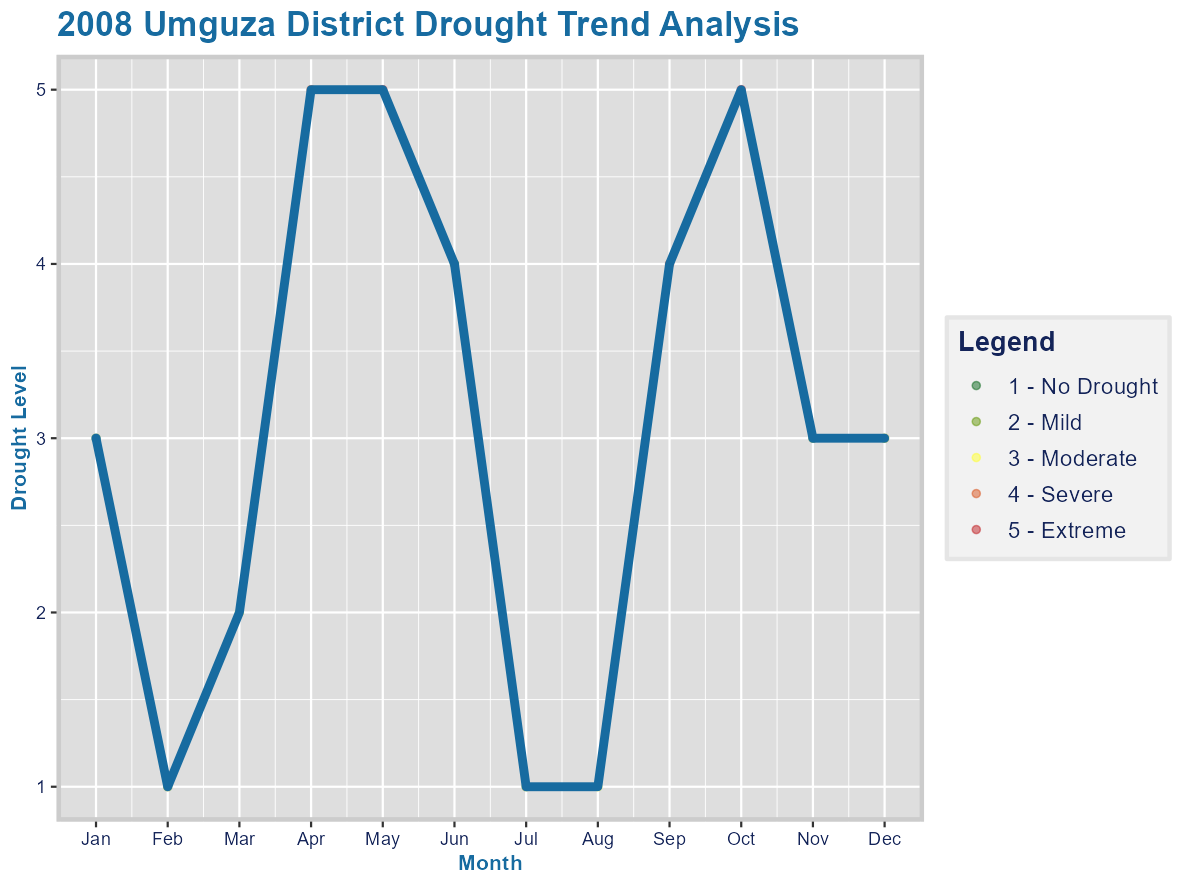 2008 Umguza District Drought Trend Analysis
5
4
3
2
1
Drought Level
Jan Feb Mar Apr May Jun Jul Aug Sep Oct Nov Dec
Month
Legend
1 - No Drought
2 - Mild
3 - Moderate
4 - Severe
5 - Extreme